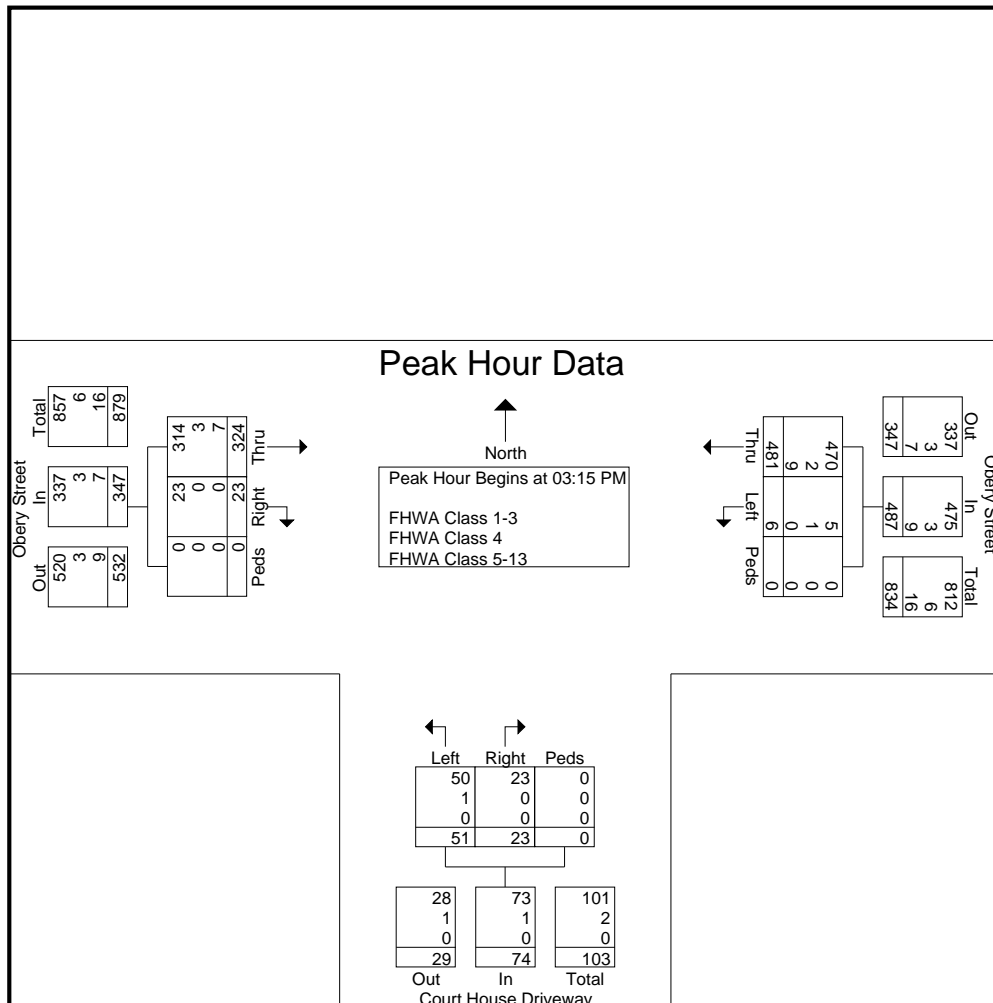 Peak Hour Data
North
Peak Hour Begins at 03:15 PM
FHWA Class 1-3
FHWA Class 4
FHWA Class 5-13
Obery Street
Total
857
6
16
879
In
337
3
7
347
Out
520
3
9
532
Thru
314
3
7
324
Right
23
0
0
23
Peds
0
0
0
0
Obery Street
Out
337
3
7
347
In
475
3
9
487
Total
812
6
16
834
Thru
470
2
9
481
Left
5
1
0
6
Peds
0
0
0
0
Left Right Peds
50 23 0
1 0 0
0 0 0
51 23 0
28 73 101
1 1 2
0 0 0
29 74 103
Out In Total
Court House Driveway